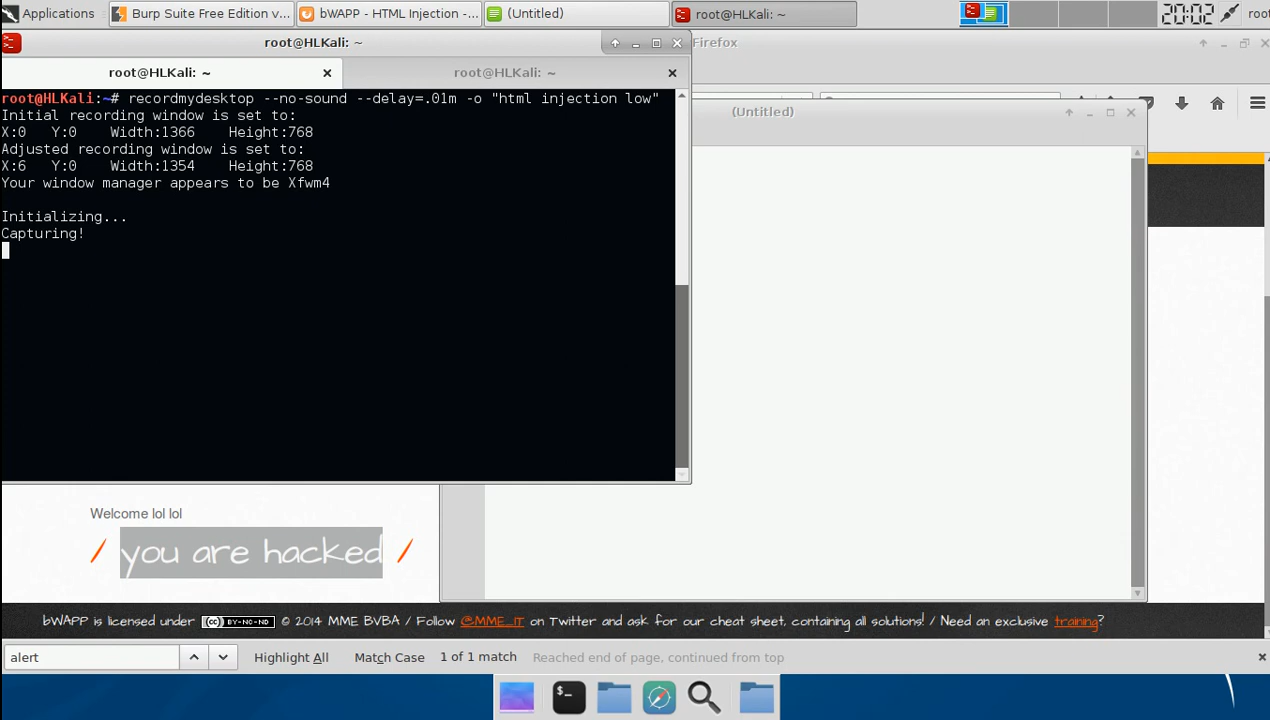 Applications
Burp Suite Free Edition v...
bWAPP - HTML Injection -...
(Untitled)
root@HLKali: ~
20:02
root
root@HLKali: ~
Firefox
root@HLKali: ~
root@HLKali: ~
(Untitled)
root@HLKali:~# recordmydesktop --no-sound --delay=.01m -o "html injection low"
Initial recording window is set to:
X:0 Y:0 Width:1366 Height:768
Adjusted recording window is set to:
X:6 Y:0 Width:1354 Height:768
Your window manager appears to be Xfwm4
Initializing...
Capturing!
Welcome lol lol
/ you are hacked /
bWAPP is licensed under (cc) BY-NC-ND © 2014 MME BVBA / Follow @MME_IT on Twitter and ask for our cheat sheet, containing all solutions! / Need an exclusive training?
alert
Highlight All
Match Case
1 of 1 match
Reached end of page, continued from top